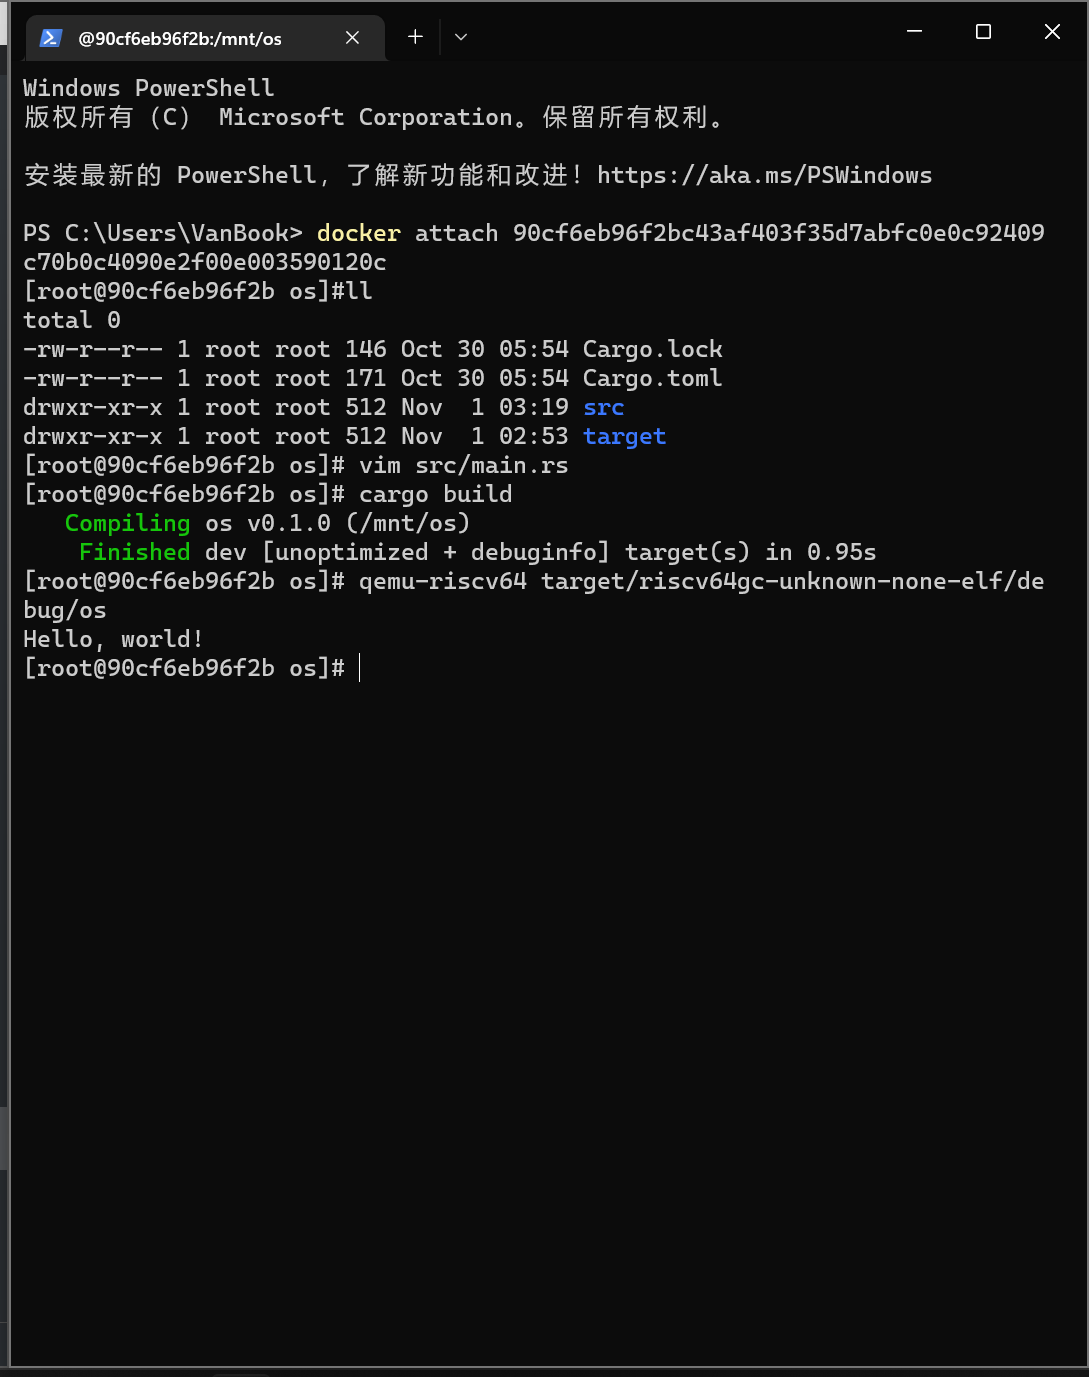 @90cf6eb96f2b:/mnt/os
Windows PowerShell
版权所有 (C) Microsoft Corporation。保留所有权利。
安装最新的 PowerShell，了解新功能和改进！https://aka.ms/PSWindows
PS C:\Users\VanBook> docker attach 90cf6eb96f2bc43af403f35d7abfc0e0c92409
c70b0c4090e2f00e003590120c
[root@90cf6eb96f2b os]#ll
total 0
-rw-r--r-- 1 root root 146 Oct 30 05:54 Cargo.lock
-rw-r--r-- 1 root root 171 Oct 30 05:54 Cargo.toml
drwxr-xr-x 1 root root 512 Nov  1 03:19 src
drwxr-xr-x 1 root root 512 Nov  1 02:53 target
[root@90cf6eb96f2b os]# vim src/main.rs
[root@90cf6eb96f2b os]# cargo build
   Compiling os v0.1.0 (/mnt/os)
    Finished dev [unoptimized + debuginfo] target(s) in 0.95s
[root@90cf6eb96f2b os]# qemu-riscv64 target/riscv64gc-unknown-none-elf/de
bug/os
Hello, world!
[root@90cf6eb96f2b os]#